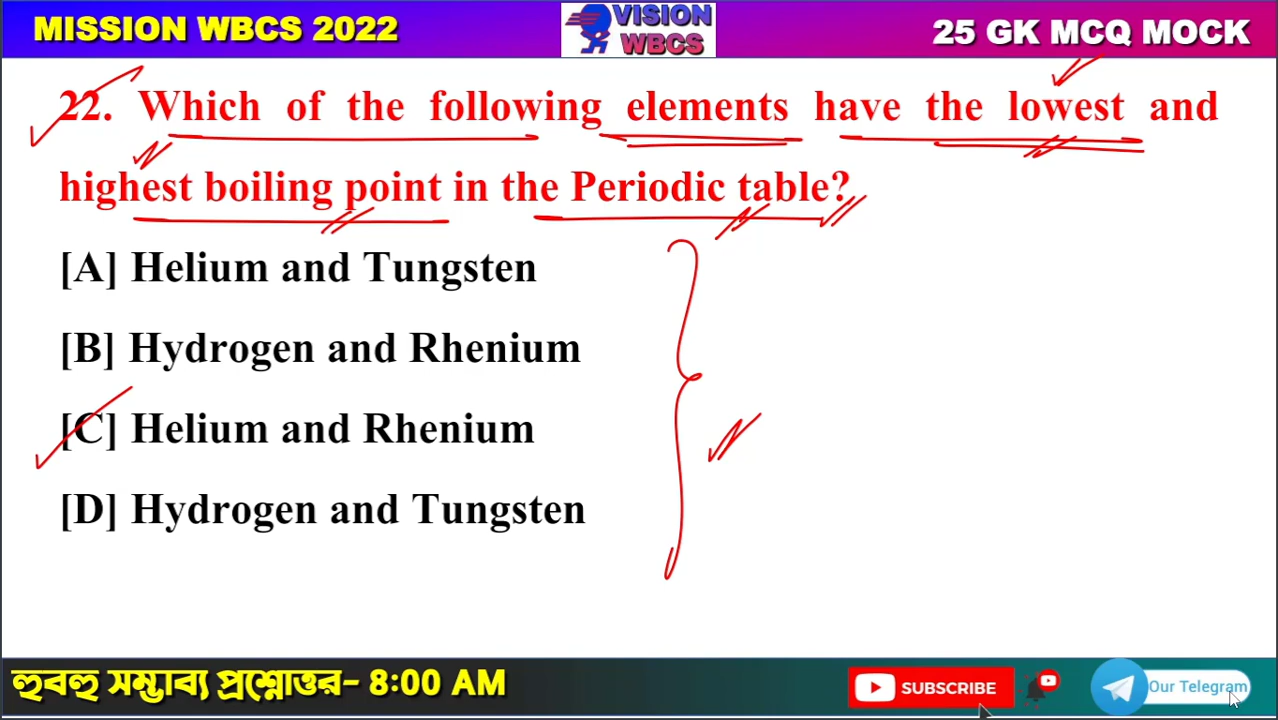 MISSION WBCS 2022
VISION
WBCS
25 GK MCQ MOCK
22. Which of the following elements have the lowest and
highest boiling point in the Periodic table?
[A] Helium and Tungsten
[B] Hydrogen and Rhenium
[C] Helium and Rhenium
[D] Hydrogen and Tungsten
হুবহু সম্ভাব্য প্রশ্নোত্তর- 8:00 AM
SUBSCRIBE
Our Telegram